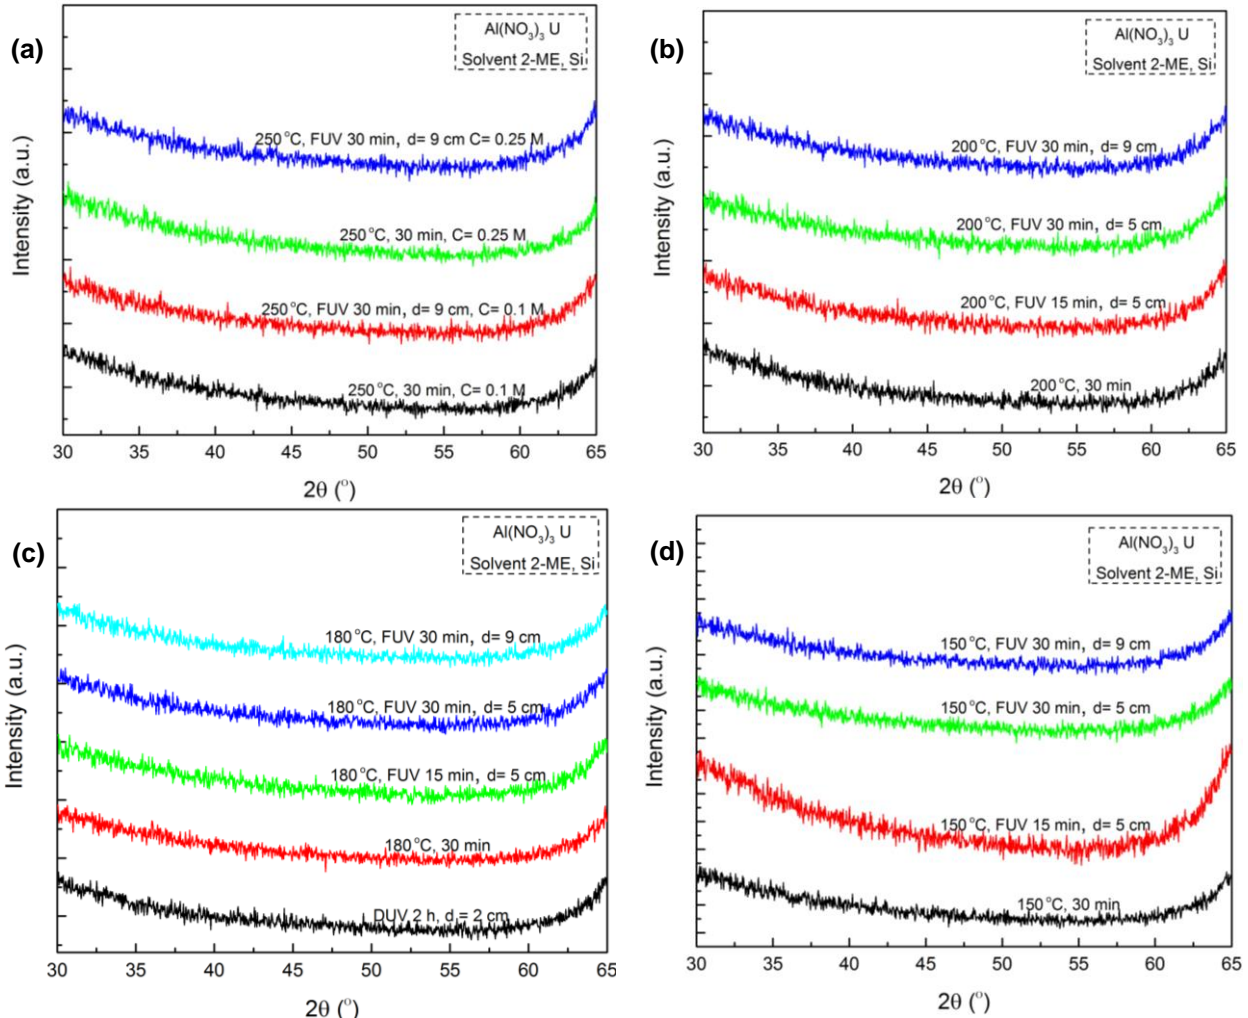 (a)
Al(NO₃)₃ U
Solvent 2-ME, Si
250°C, FUV 30 min, d= 9 cm C= 0.25 M
250°C, 30 min, C= 0.25 M
250°C, FUV 30 min, d= 9 cm, C= 0.1 M
250°C, 30 min, C= 0.1 M
Intensity (a.u.)
30 35 40 45 50 55 60 65
2θ (°)
(b)
Al(NO₃)₃ U
Solvent 2-ME, Si
200°C, FUV 30 min, d= 9 cm
200°C, FUV 30 min, d= 5 cm
200°C, FUV 15 min, d= 5 cm
200°C, 30 min
Intensity (a.u.)
30 35 40 45 50 55 60 65
2θ (°)
(c)
Al(NO₃)₃ U
Solvent 2-ME, Si
180°C, FUV 30 min, d= 9 cm
180°C, FUV 30 min, d= 5 cm
180°C, FUV 15 min, d= 5 cm
180°C, 30 min
DUV 2 h, d = 2 cm
Intensity (a.u.)
30 35 40 45 50 55 60 65
2θ (°)
(d)
Al(NO₃)₃ U
Solvent 2-ME, Si
150°C, FUV 30 min, d= 9 cm
150°C, FUV 30 min, d= 5 cm
150°C, FUV 15 min, d= 5 cm
150°C, 30 min
Intensity (a.u.)
30 35 40 45 50 55 60 65
2θ (°)